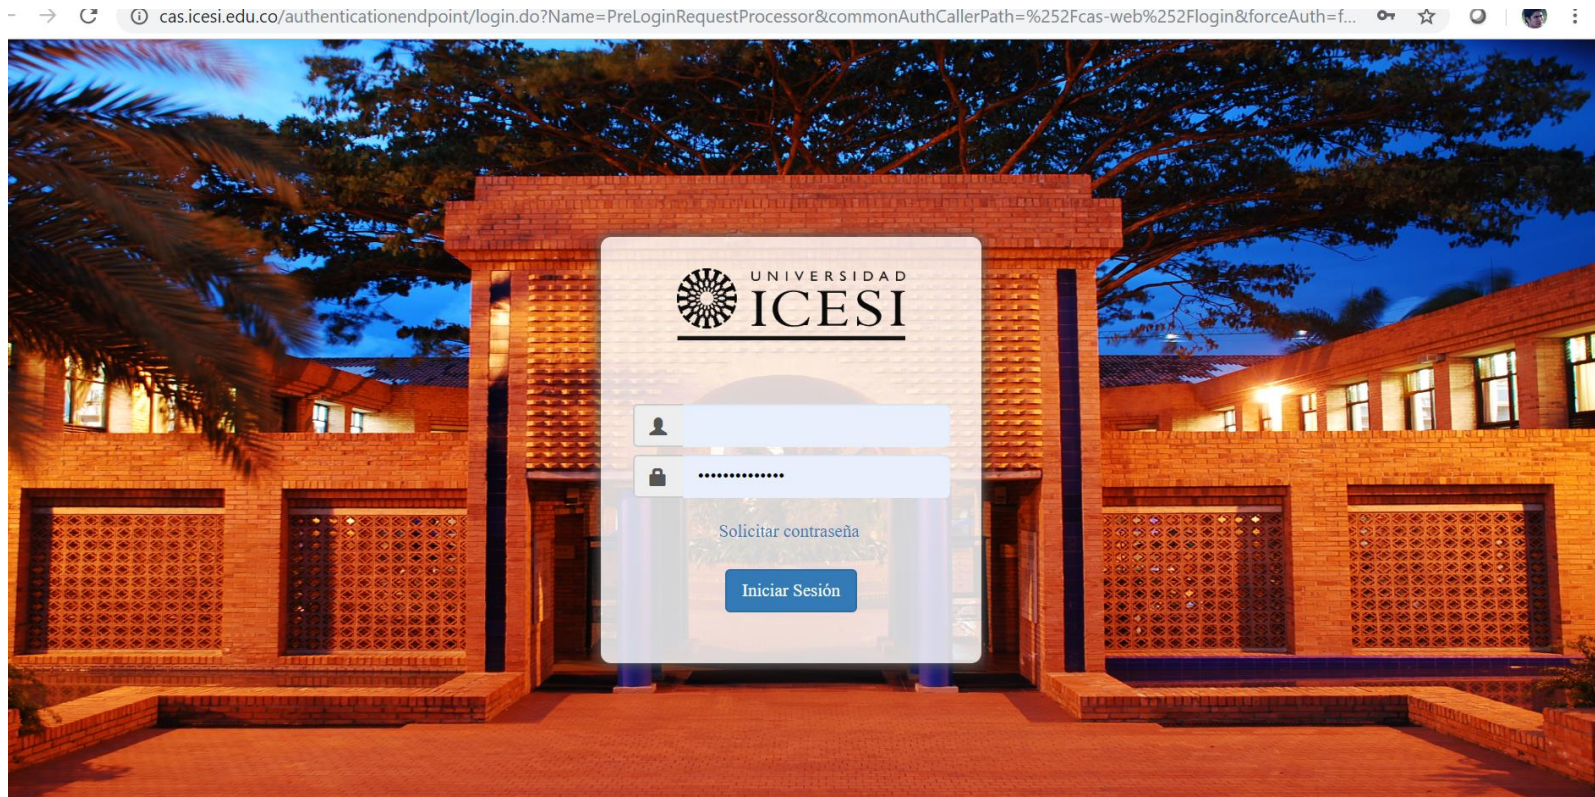 cas.icesi.edu.co/authenticationendpoint/login.do?Name=PreLoginRequestProcessor&commonAuthCallerPath=%252Fcas-web%252Flogin&forceAuth=f...
UNIVERSIDAD
ICESI
••••••••••••••
Solicitar contraseña
Iniciar Sesión